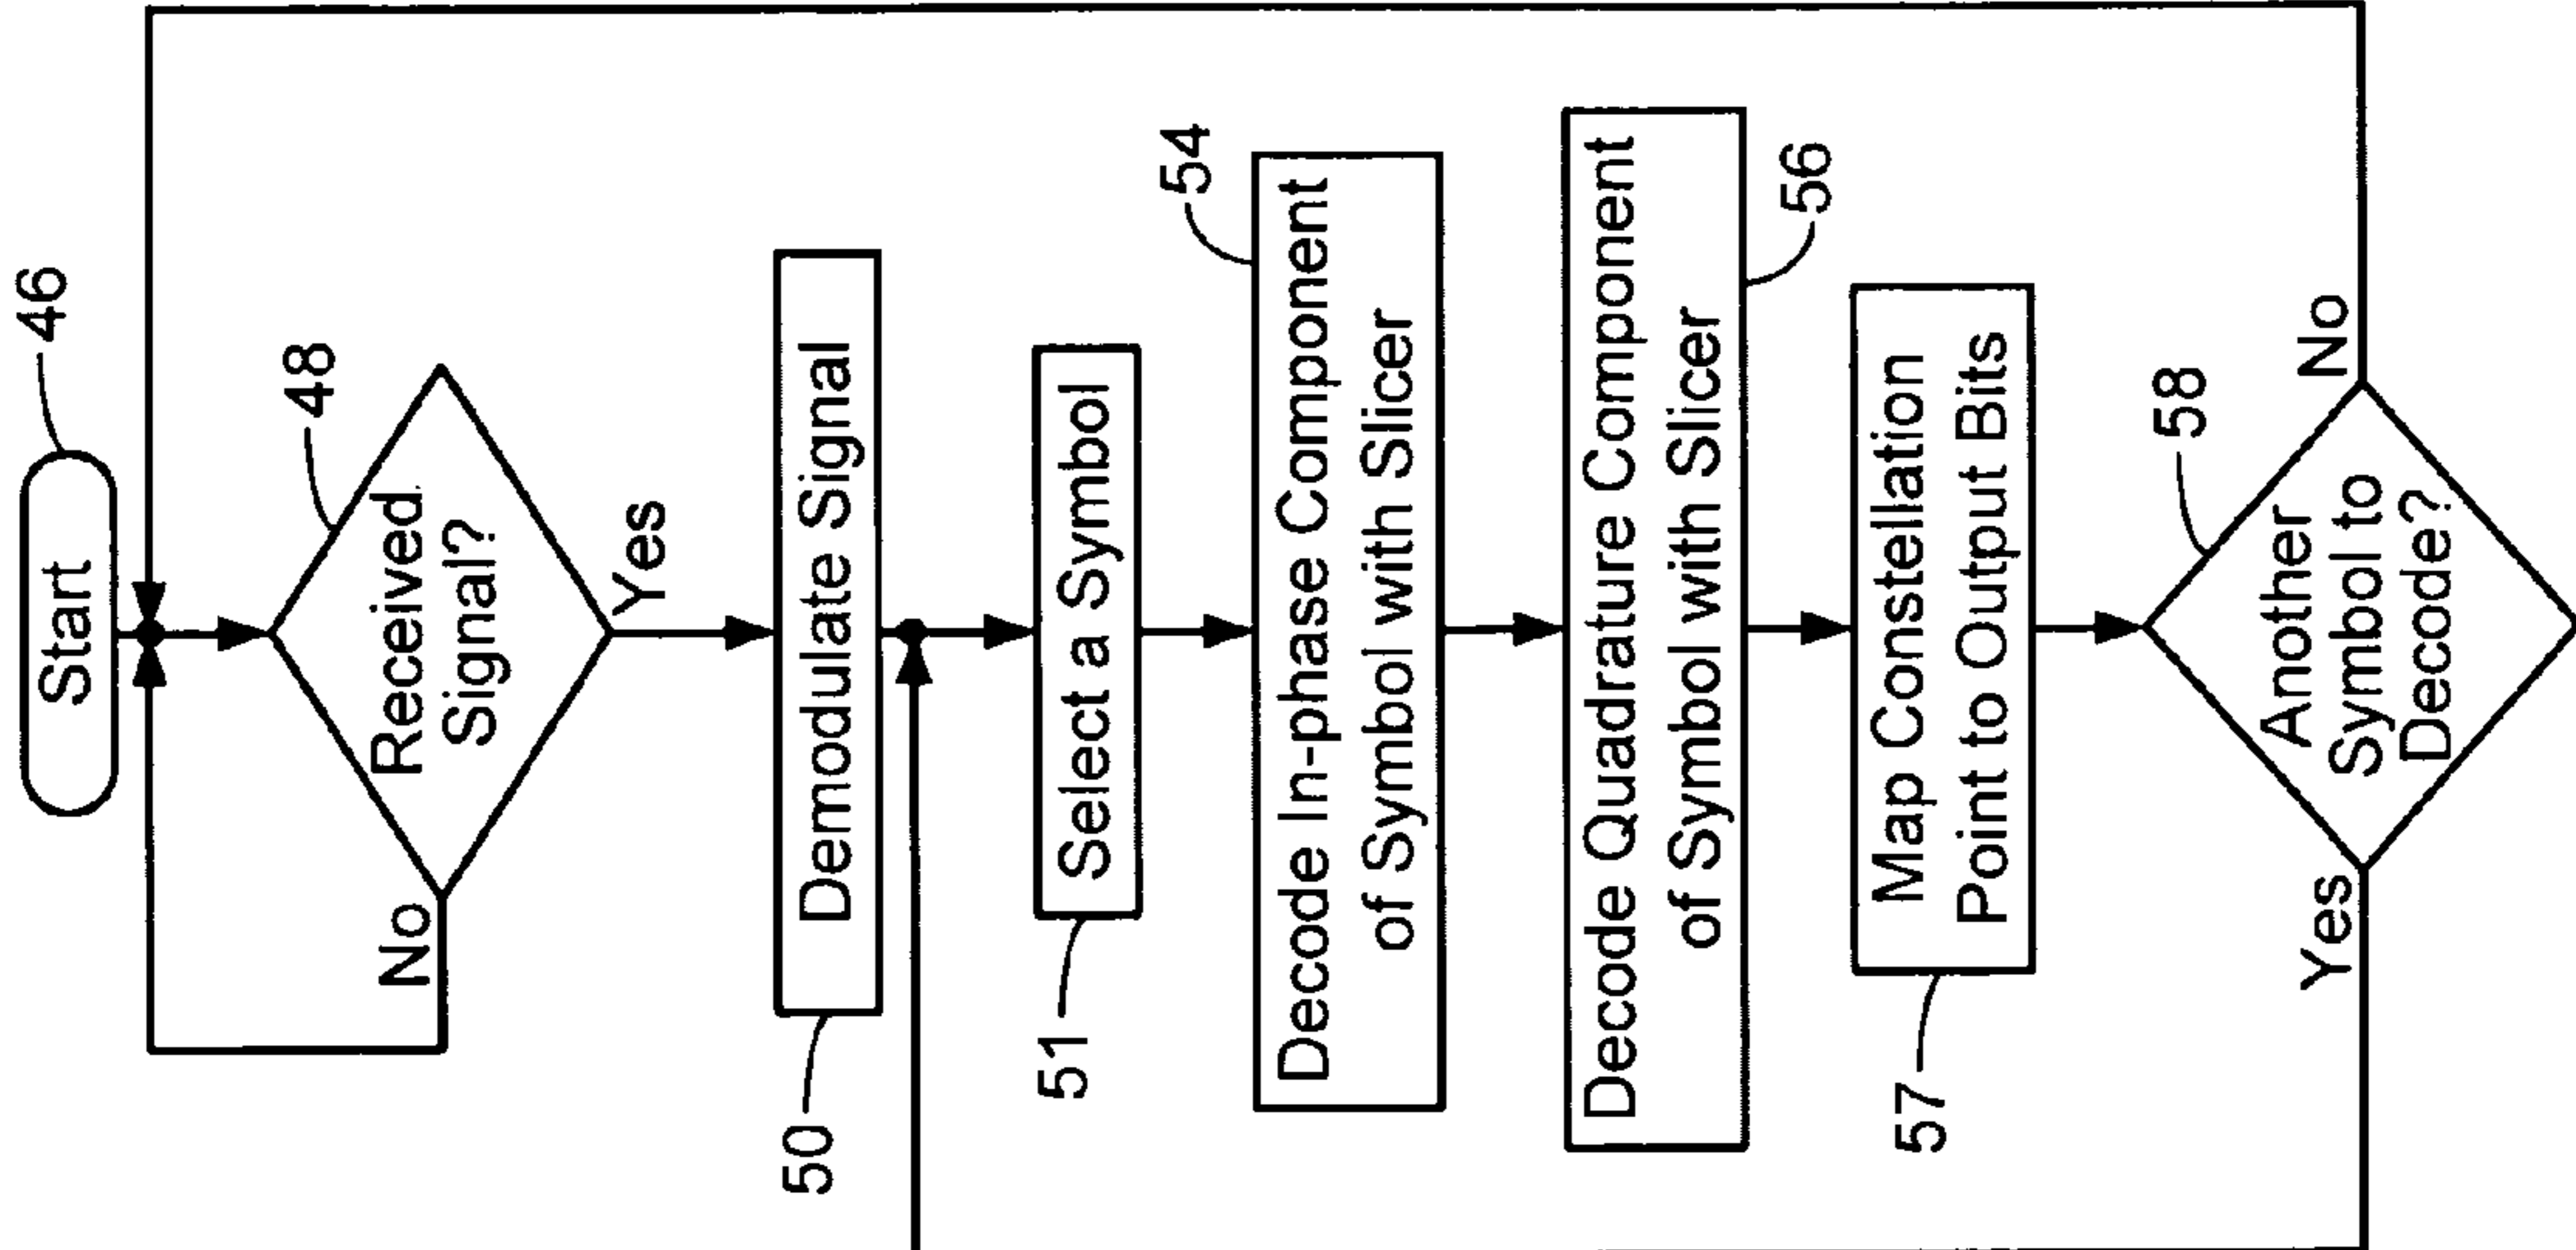 Start
46
Received
Signal?
48
No
Yes
Demodulate Signal
50
Select a Symbol
51
Decode In-phase Component
of Symbol with Slicer
54
Decode Quadrature Component
of Symbol with Slicer
56
Map Constellation
Point to Output Bits
57
Another
Symbol to
Decode?
58
Yes
No